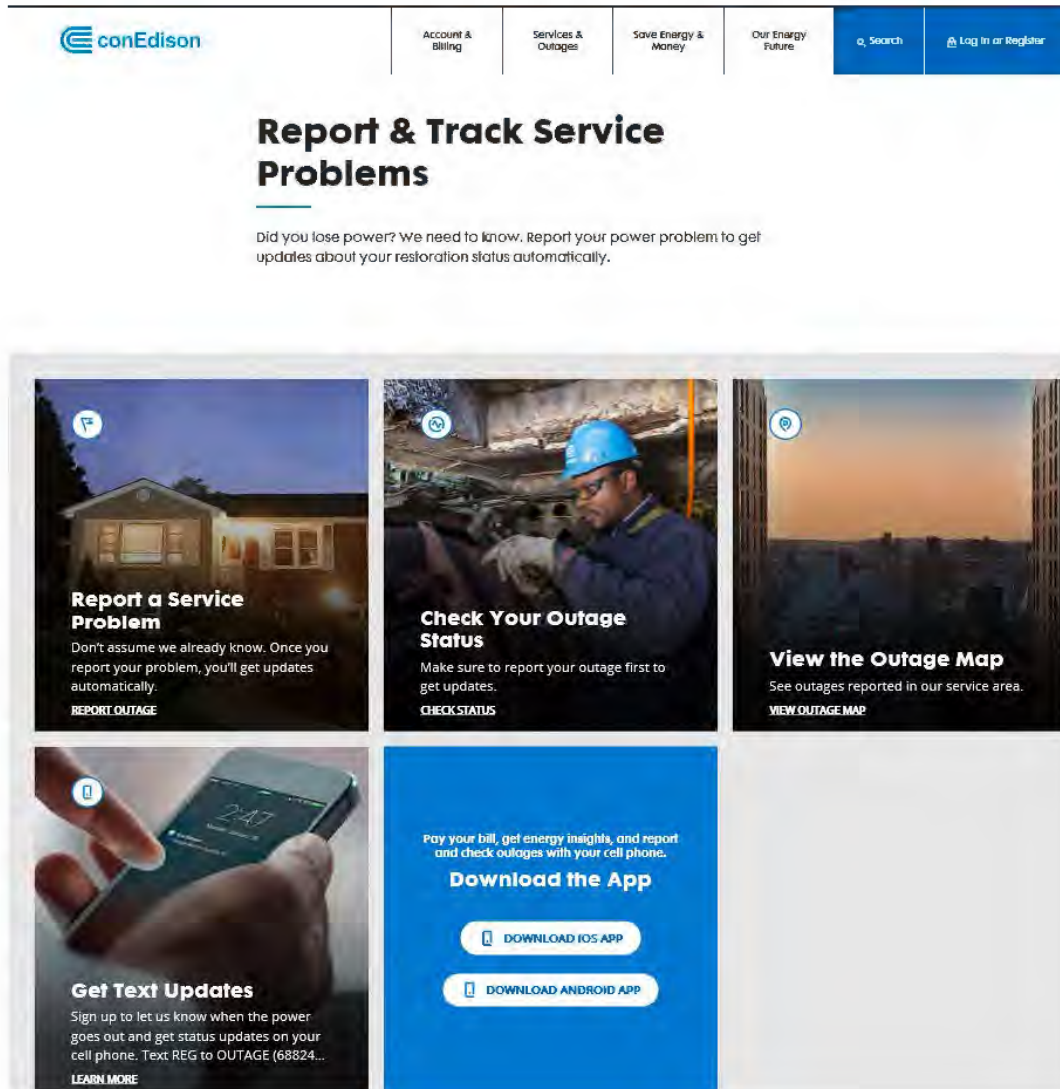 conEdison
Account &
Billing
Services &
Outages
Save Energy &
Money
Our Energy
Future
Search
Log In or Register
Report & Track Service
Problems
Did you lose power? We need to know. Report your power problem to get
updates about your restoration status automatically.
Report a Service
Problem
Don't assume we already know. Once you
report your problem, you'll get updates
automatically.
REPORT OUTAGE
Check Your Outage
Status
Make sure to report your outage first to
get updates.
CHECK STATUS
View the Outage Map
See outages reported in our service area.
VIEW OUTAGE MAP
2:47
Get Text Updates
Sign up to let us know when the power
goes out and get status updates on your
cell phone. Text REG to OUTAGE (68824...
LEARN MORE
Pay your bill, get energy insights, and report
and check outages with your cell phone.
Download the App
DOWNLOAD IOS APP
DOWNLOAD ANDROID APP